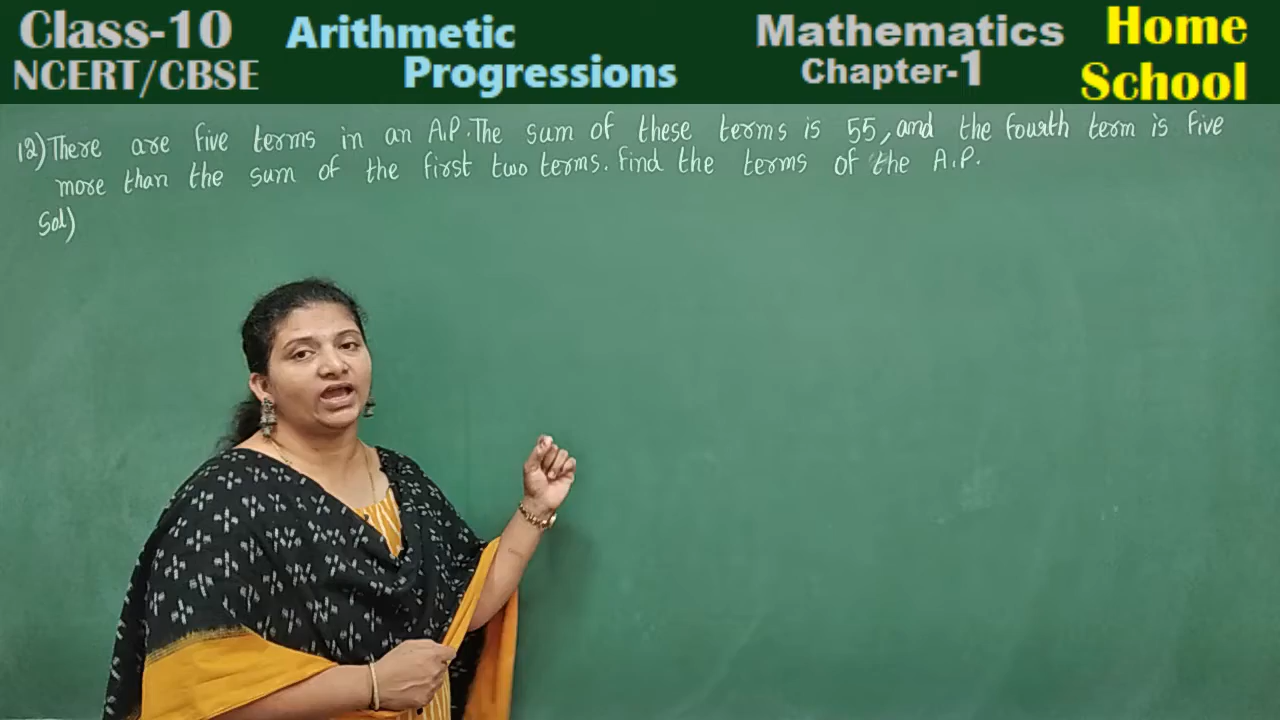 Class-10
NCERT/CBSE
Arithmetic
Progressions
Mathematics
Chapter-1
Home
School
12) There are five terms in an A.P. The sum of these terms is 55, and the fourth term is five
more than the sum of the first two terms. Find the terms of the A.P.
Sol)